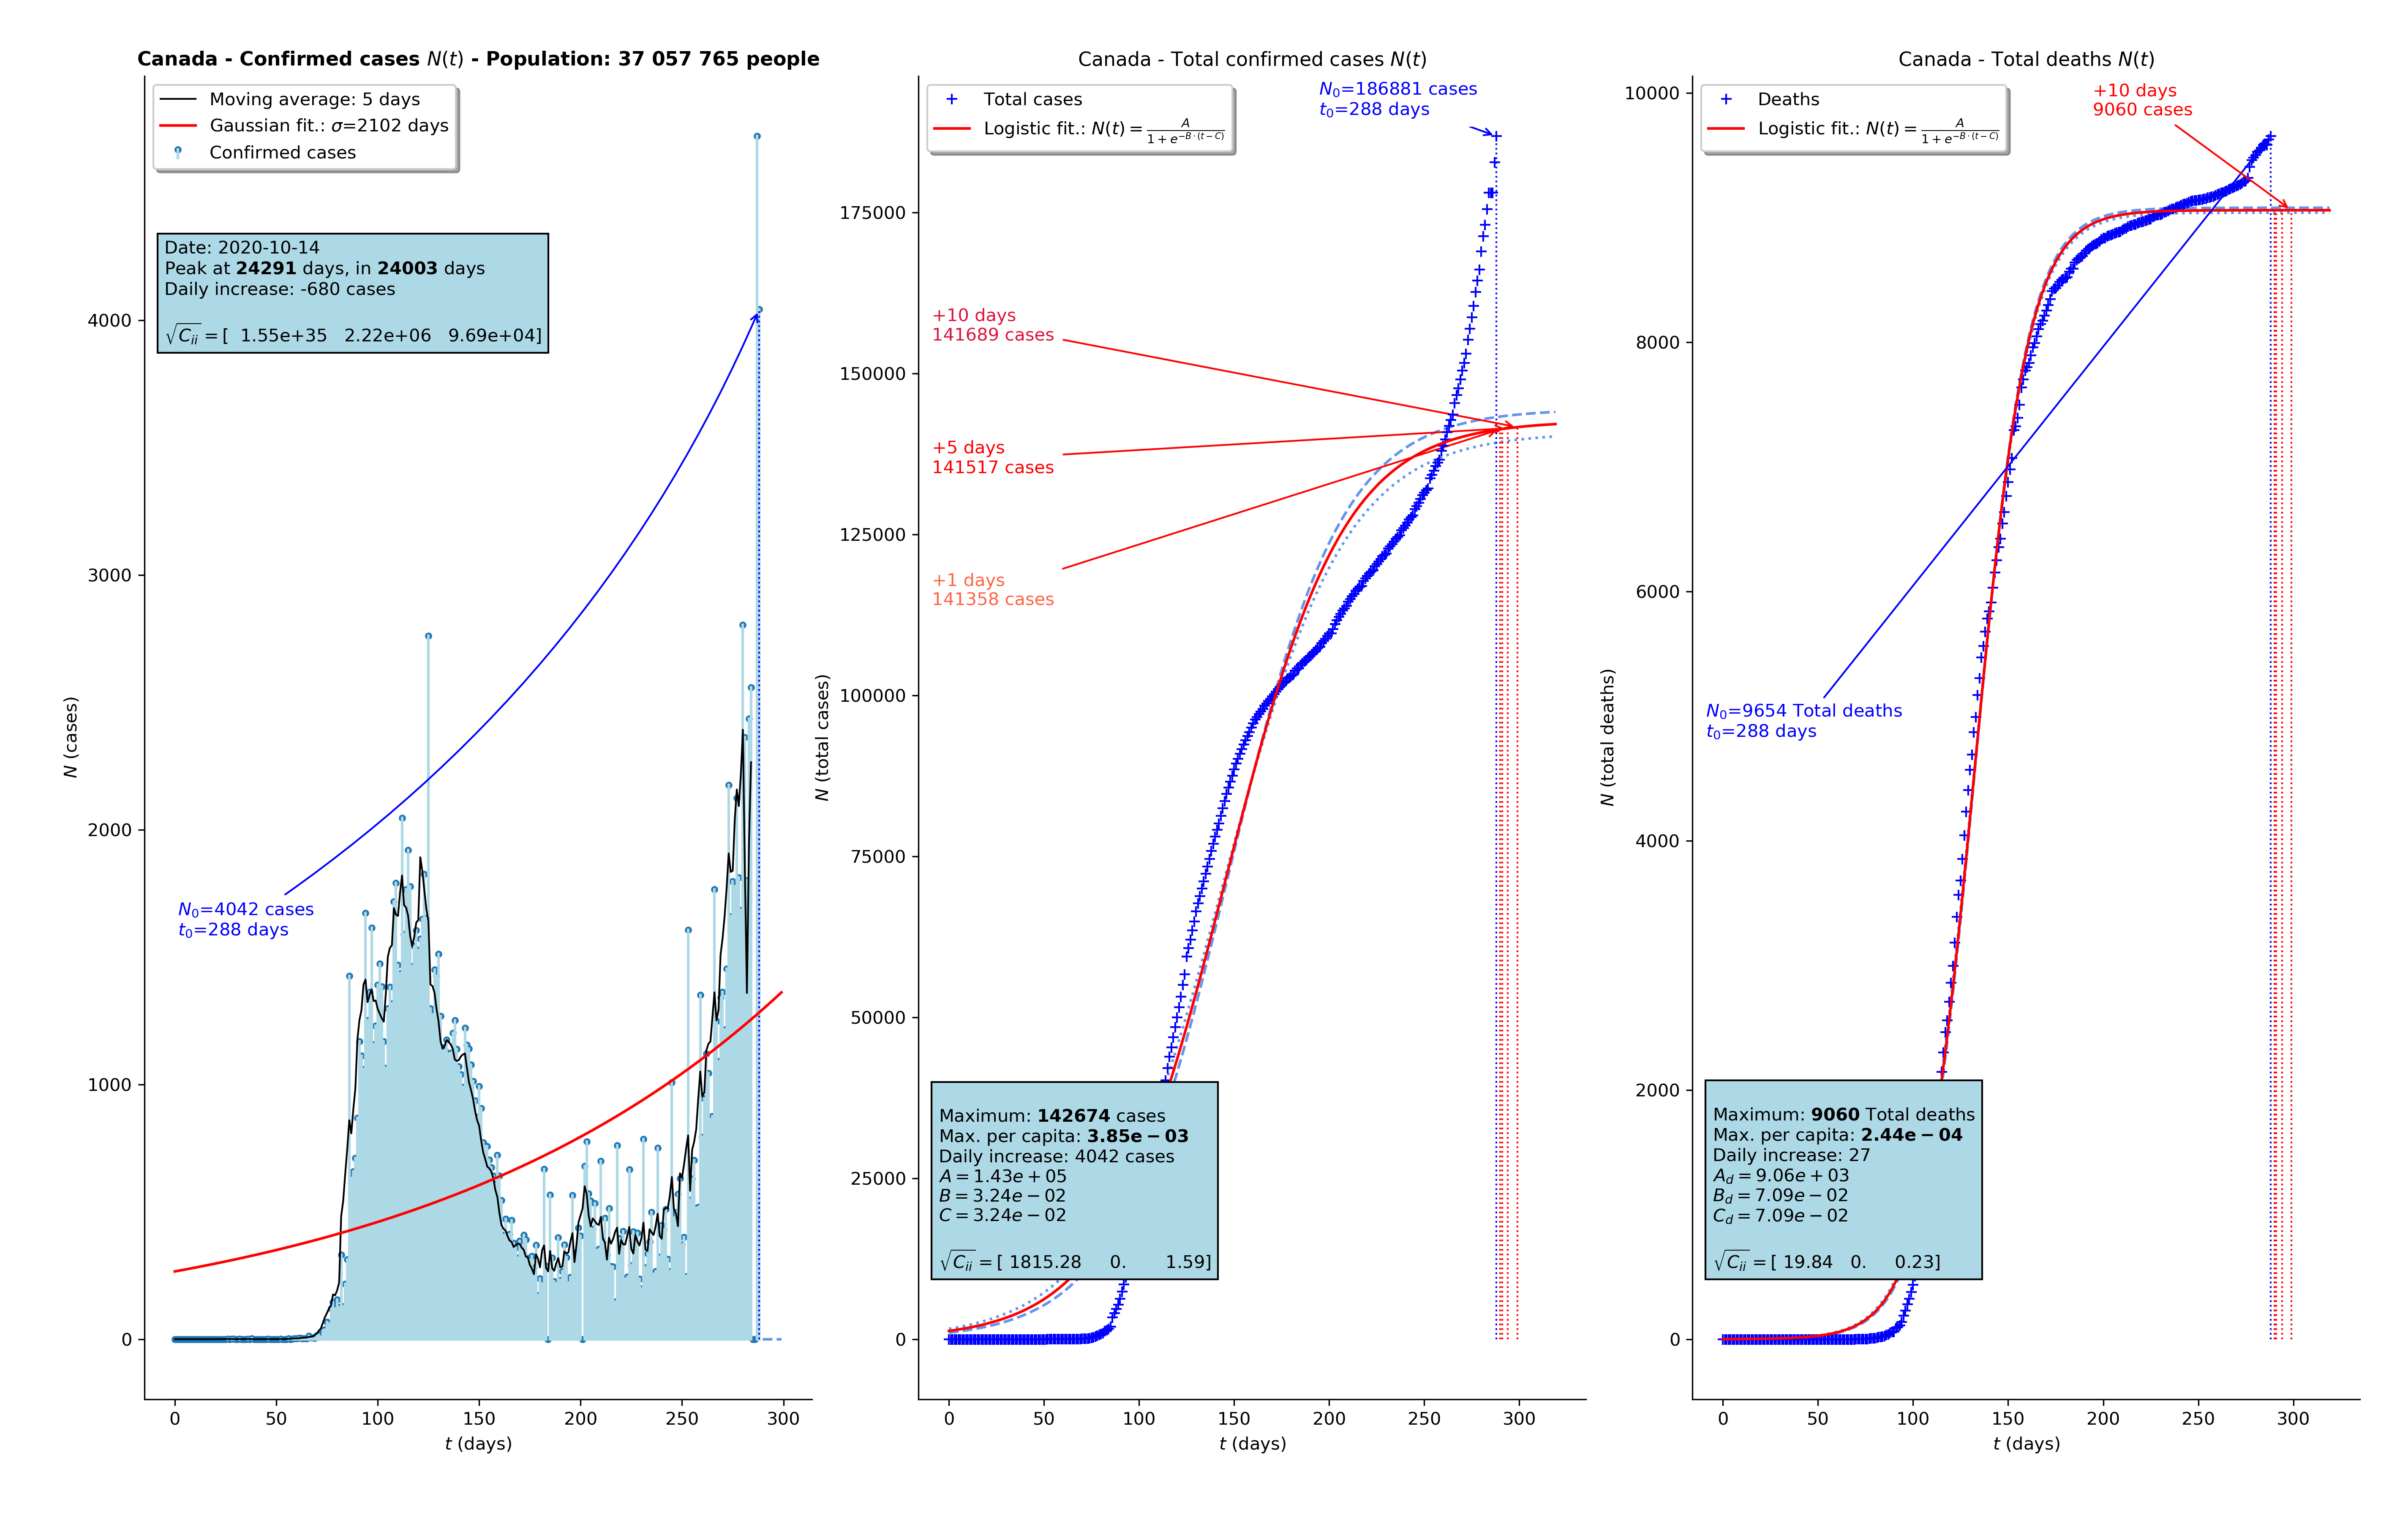 Canada - Confirmed cases N(t) - Population: 37 057 765 people
Moving average: 5 days
Gaussian fit.: σ=2102 days
Confirmed cases
Date: 2020-10-14
Peak at 24291 days, in 24003 days
Daily increase: -680 cases
√C_ii = [ 1.55e+35 2.22e+06 9.69e+04]
N₀=4042 cases
t₀=288 days
4000
3000
2000
1000
0
N (cases)
0 50 100 150 200 250 300
t (days)
Canada - Total confirmed cases N(t)
Total cases
Logistic fit.: N(t) = A / (1 + e^{-B·(t-C)})
N₀=186881 cases
t₀=288 days
+10 days
141689 cases
+5 days
141517 cases
+1 days
141358 cases
Maximum: 142674 cases
Max. per capita: 3.85e − 03
Daily increase: 4042 cases
A = 1.43e + 05
B = 3.24e − 02
C = 3.24e − 02
√C_ii = [ 1815.28 0. 1.59]
175000
150000
125000
100000
75000
50000
25000
0
N (total cases)
0 50 100 150 200 250 300
t (days)
Canada - Total deaths N(t)
Deaths
Logistic fit.: N(t) = A / (1 + e^{-B·(t-C)})
+10 days
9060 cases
N₀=9654 Total deaths
t₀=288 days
Maximum: 9060 Total deaths
Max. per capita: 2.44e − 04
Daily increase: 27
A_d = 9.06e + 03
B_d = 7.09e − 02
C_d = 7.09e − 02
√C_ii = [ 19.84 0. 0.23]
10000
8000
6000
4000
2000
0
N (total deaths)
0 50 100 150 200 250 300
t (days)